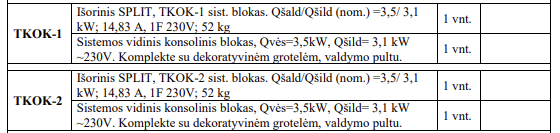 TKOK-1
Išorinis SPLIT, TKOK-1 sist. blokas. Qšald/Qšild (nom.) =3,5/ 3,1
kW; 14,83 A, 1F 230V; 52 kg
1 vnt.
Sistemos vidinis konsolinis blokas, Qvės=3,5kW, Qšild= 3,1 kW
~230V. Komplekte su dekoratyvinėm grotelėm, valdymo pultu.
1 vnt.
TKOK-2
Išorinis SPLIT, TKOK-2 sist. blokas. Qšald/Qšild (nom.) =3,5/ 3,1
kW; 14,83 A, 1F 230V; 52 kg
1 vnt.
Sistemos vidinis konsolinis blokas, Qvės=3,5kW, Qšild= 3,1 kW
~230V. Komplekte su dekoratyvinėm grotelėm, valdymo pultu.
1 vnt.